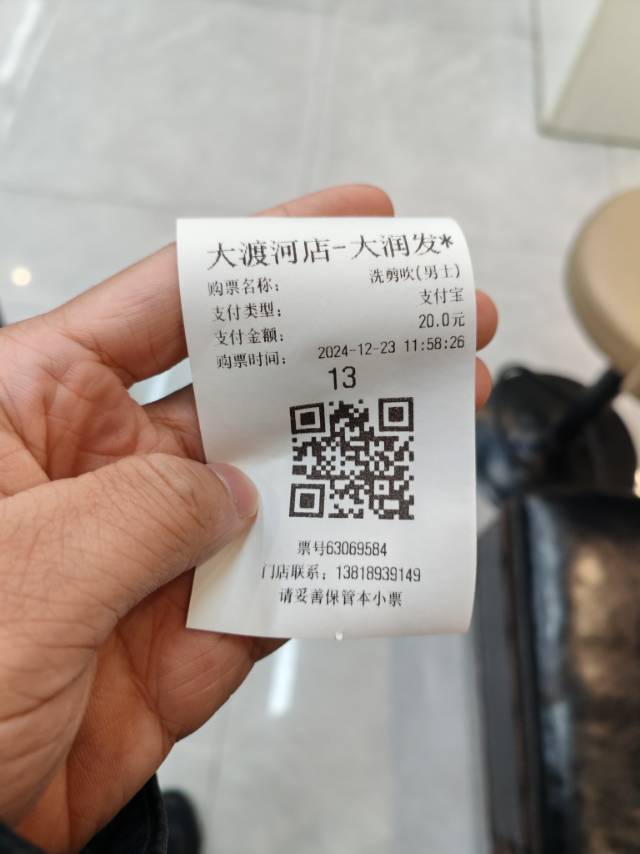 大渡河店-大润发*
购票名称： 洗剪吹(男士)
支付类型： 支付宝
支付金额： 20.0元
购票时间： 2024-12-23 11:58:26
13
票号63069584
门店联系：13818939149
请妥善保管本小票